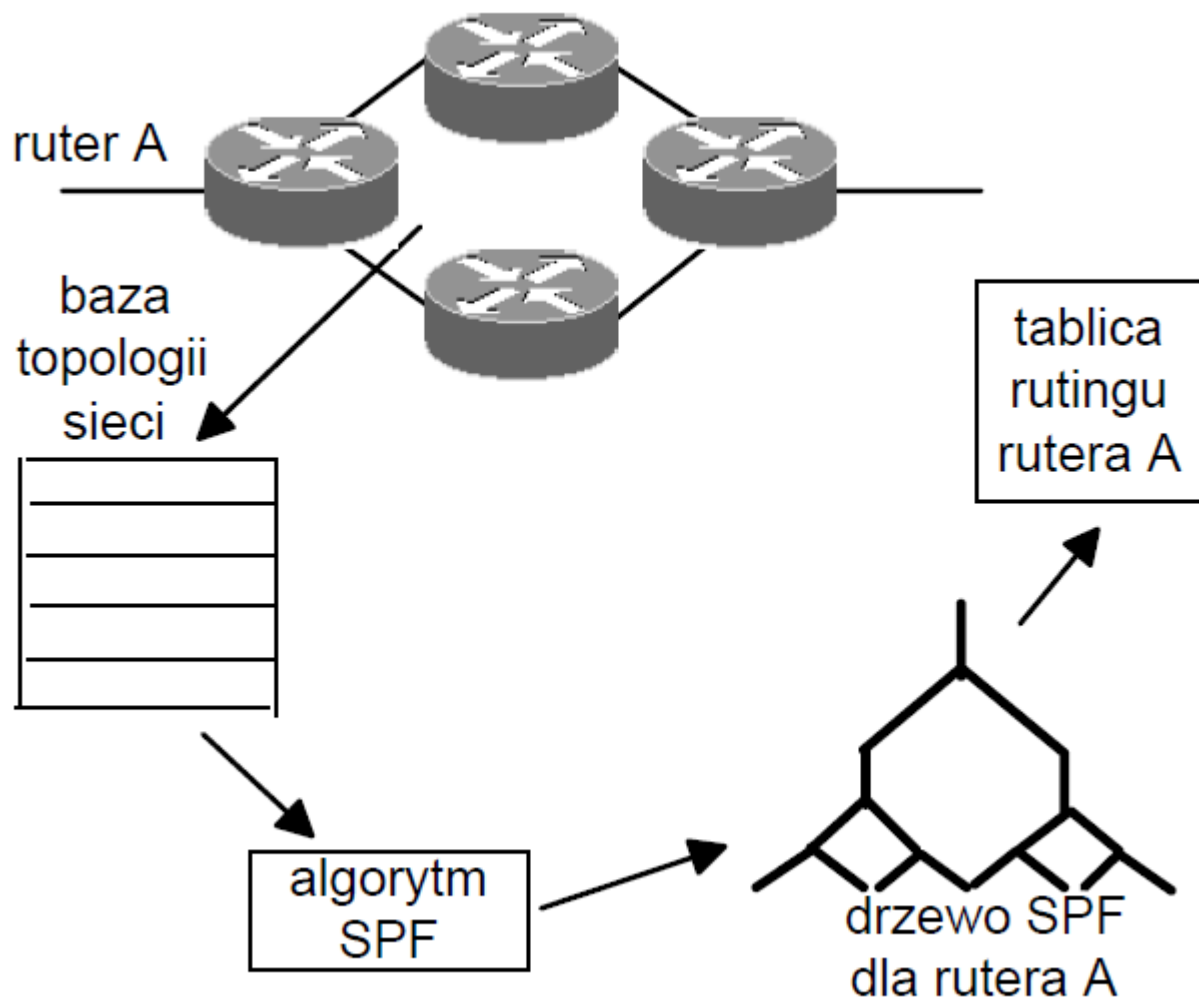 ruter A
baza
topologii
sieci
tablica
rutingu
rutera A
algorytm
SPF
drzewo SPF
dla rutera A